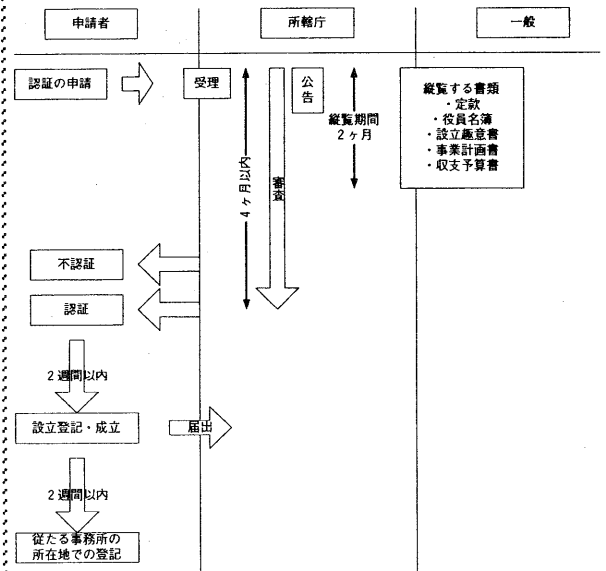 申請者
所轄庁
一般
認証の申請
受理
公告
縦覧期間
2ヶ月
縦覧する書類
・定款
・役員名簿
・設立趣意書
・事業計画書
・収支予算書
4ヶ月以内
審査
不認証
認証
2週間以内
設立登記・成立
届出
2週間以内
従たる事務所の
所在地での登記